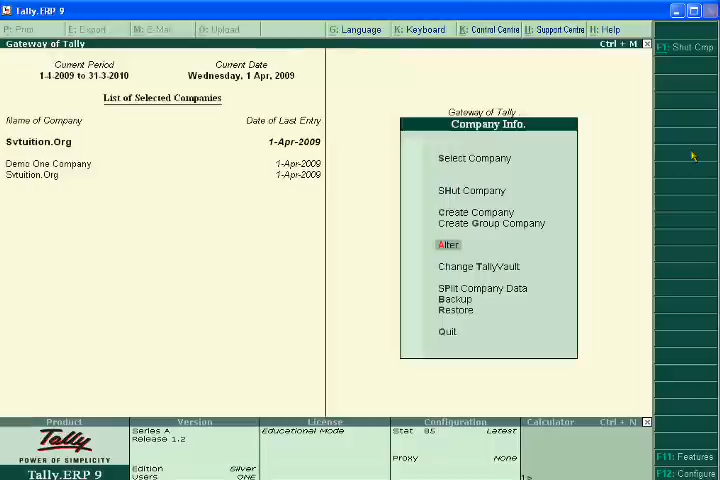 Tally.ERP 9
P: Print
E: Export
M: E-Mail
O: Upload
G: Language
K: Keyboard
K: Control Centre
H: Support Centre
H: Help
Gateway of Tally
Ctrl + M
F1: Shut Cmp
Current Period
Current Date
1-4-2009 to 31-3-2010
Wednesday, 1 Apr, 2009
List of Selected Companies
Name of Company
Date of Last Entry
Svtuition.Org
1-Apr-2009
Demo One Company
1-Apr-2009
Svtuition.Org
1-Apr-2009
Gateway of Tally
Company Info.
Select Company
SHut Company
Create Company
Create Group Company
Alter
Change TallyVault
SPlit Company Data
Backup
Restore
Quit
Product
Version
License
Configuration
Calculator
Ctrl + N
TALLY
POWER OF SIMPLICITY
Tally.ERP 9
Series A
Release 1.2
Edition
Silver
Users
ONE
Educational Mode
Stat
85
Latest
Proxy
None
1>
F11: Features
F12: Configure